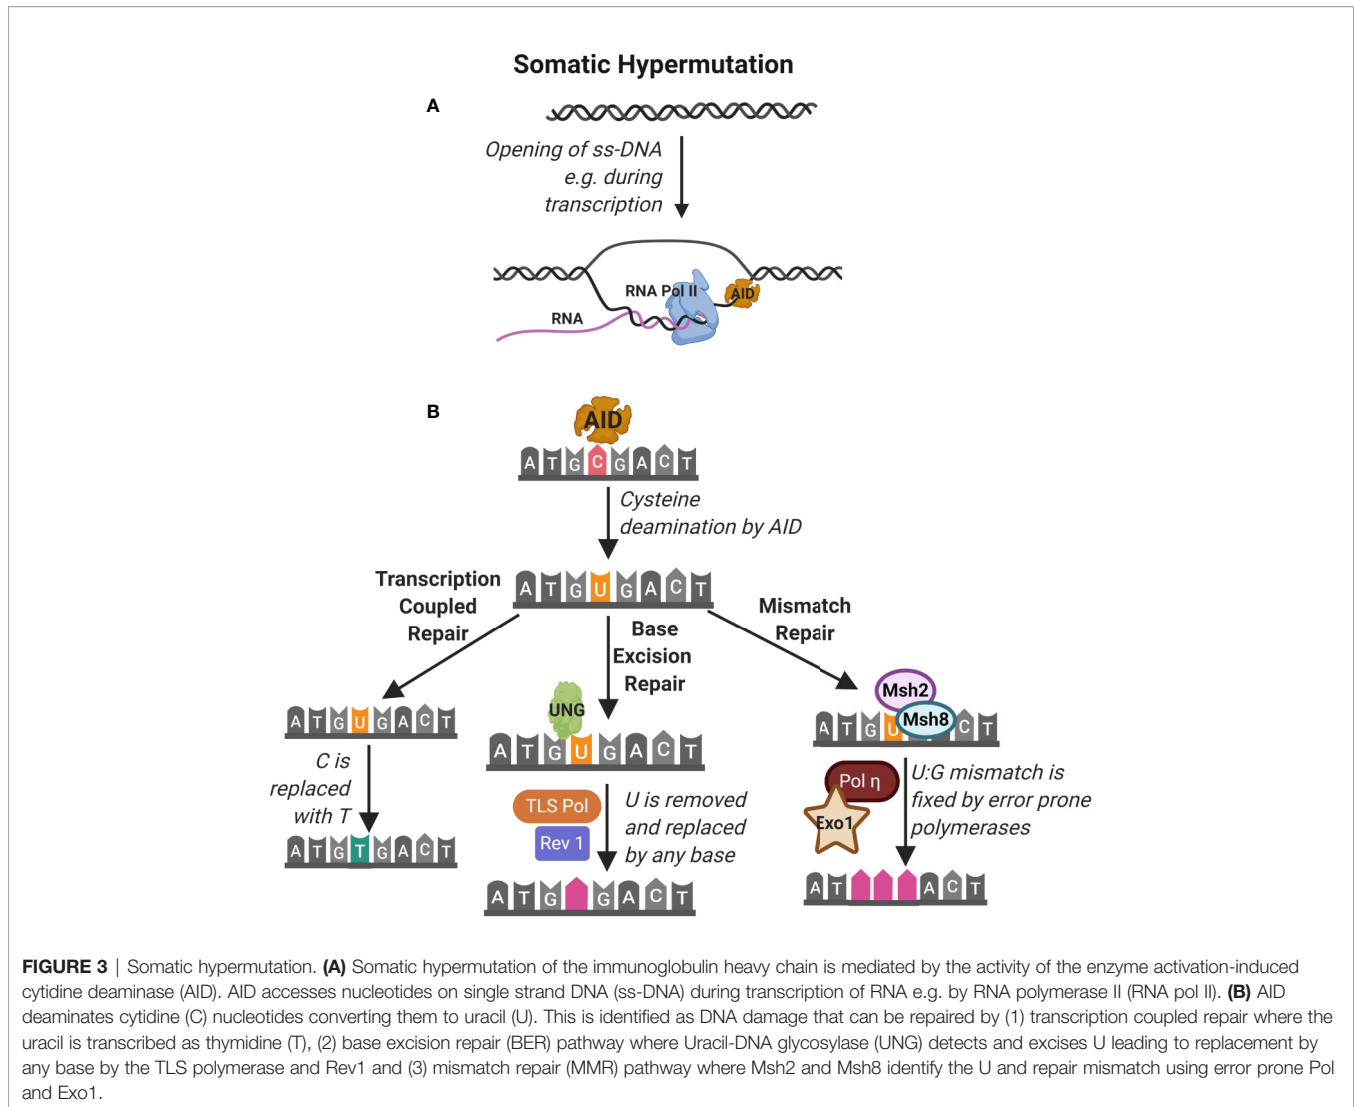 Somatic Hypermutation
A
Opening of ss-DNA
e.g. during
transcription
RNA Pol II
AID
RNA
B
AID
A T G C G A C T
Cysteine
deamination by AID
A T G U G A C T
Transcription
Coupled
Repair
Base
Excision
Repair
Mismatch
Repair
A T G U G A C T
C is
replaced
with T
A T G T G A C T
UNG
A T G U G A C T
TLS Pol
Rev 1
U is removed
and replaced
by any base
A T G G A C T
Msh2
Msh8
A T G U C T
Pol η
Exo1
U:G mismatch is
fixed by error prone
polymerases
A T A C T
FIGURE 3 | Somatic hypermutation. (A) Somatic hypermutation of the immunoglobulin heavy chain is mediated by the activity of the enzyme activation-induced
cytidine deaminase (AID). AID accesses nucleotides on single strand DNA (ss-DNA) during transcription of RNA e.g. by RNA polymerase II (RNA pol II). (B) AID
deaminates cytidine (C) nucleotides converting them to uracil (U). This is identified as DNA damage that can be repaired by (1) transcription coupled repair where the
uracil is transcribed as thymidine (T), (2) base excision repair (BER) pathway where Uracil-DNA glycosylase (UNG) detects and excises U leading to replacement by
any base by the TLS polymerase and Rev1 and (3) mismatch repair (MMR) pathway where Msh2 and Msh8 identify the U and repair mismatch using error prone Pol
and Exo1.